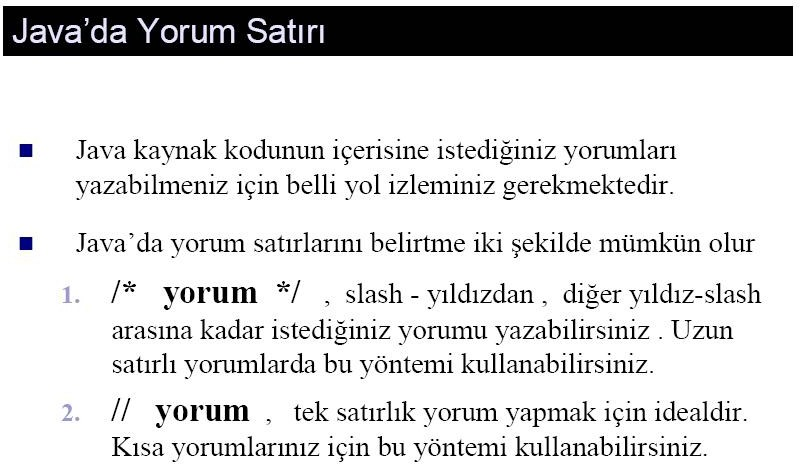 Java’da Yorum Satırı
Java kaynak kodunun içerisine istediğiniz yorumları
yazabilmeniz için belli yol izleminiz gerekmektedir.
Java’da yorum satırlarını belirtme iki şekilde mümkün olur
1. /* yorum */ , slash - yıldızdan , diğer yıldız-slash
arasına kadar istediğiniz yorumu yazabilirsiniz . Uzun
satırlı yorumlarda bu yöntemi kullanabilirsiniz.
2. // yorum , tek satırlık yorum yapmak için idealdir.
Kısa yorumlarınız için bu yöntemi kullanabilirsiniz.